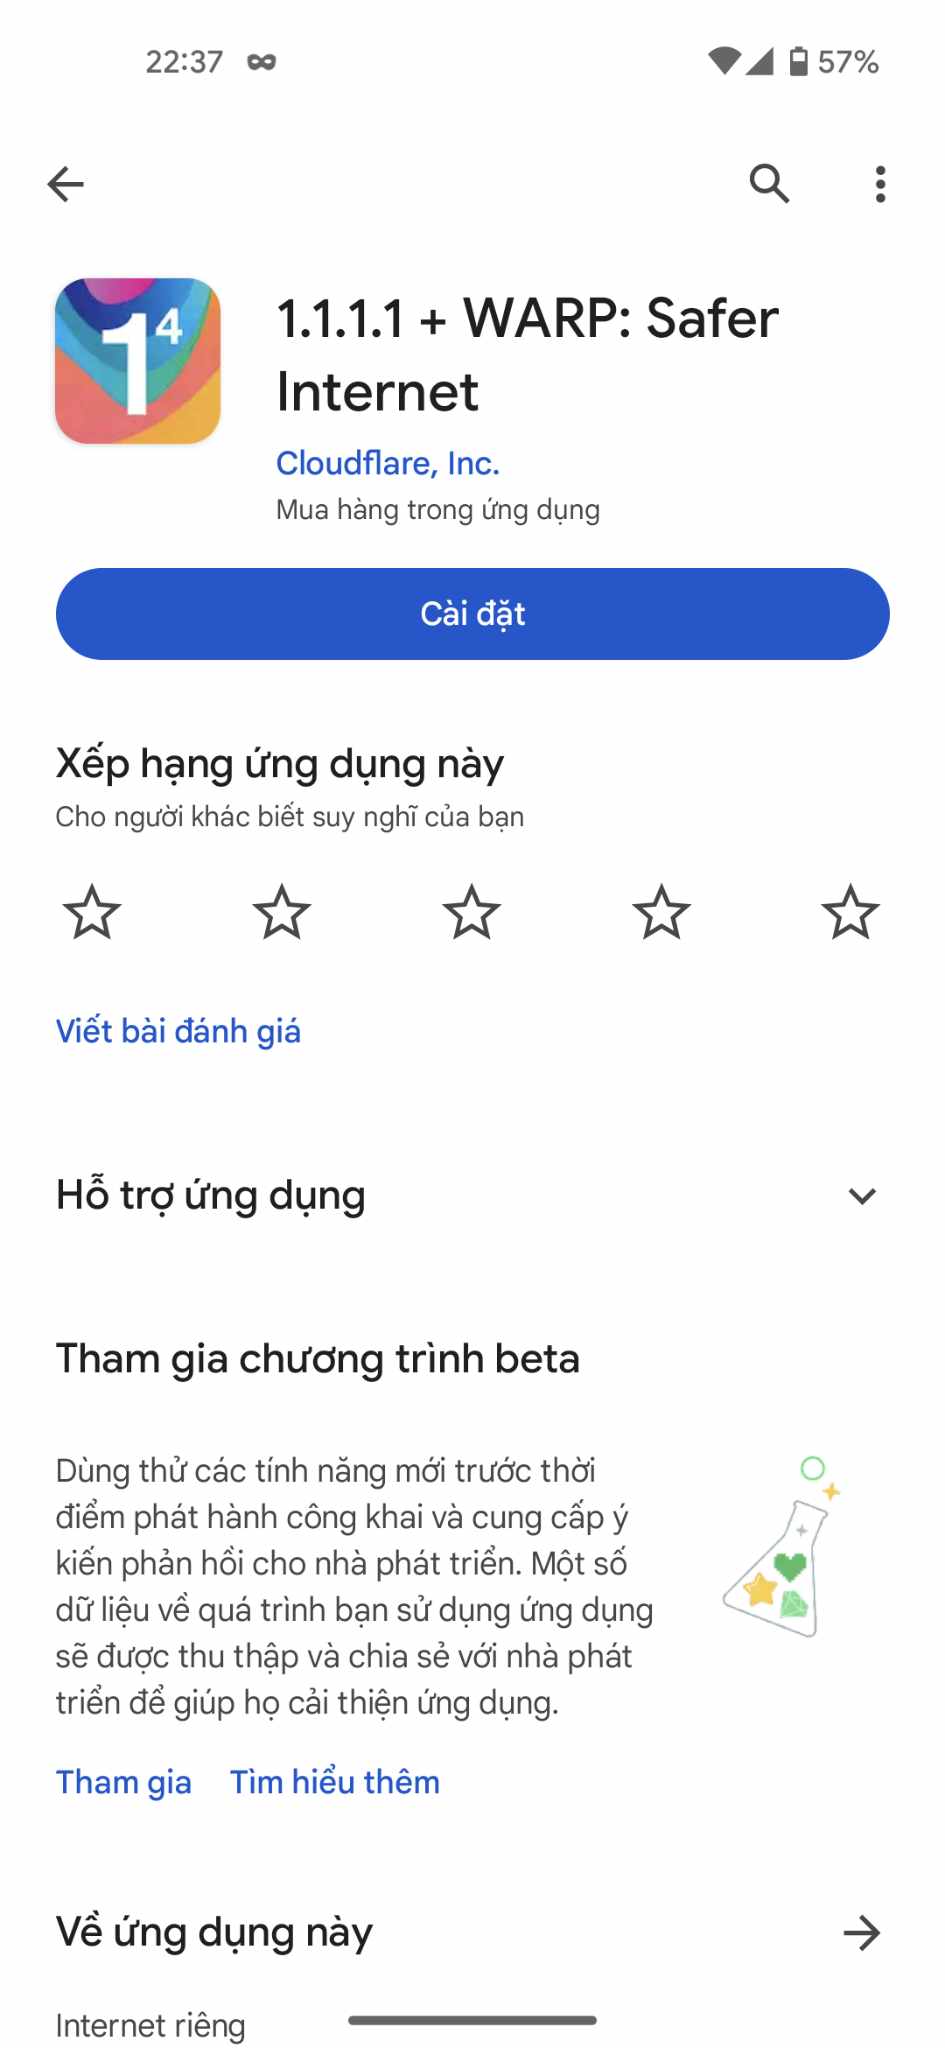 22:37
57%
1⁴
1.1.1.1 + WARP: Safer
Internet
Cloudflare, Inc.
Mua hàng trong ứng dụng
Cài đặt
Xếp hạng ứng dụng này
Cho người khác biết suy nghĩ của bạn
Viết bài đánh giá
Hỗ trợ ứng dụng
Tham gia chương trình beta
Dùng thử các tính năng mới trước thời
điểm phát hành công khai và cung cấp ý
kiến phản hồi cho nhà phát triển. Một số
dữ liệu về quá trình bạn sử dụng ứng dụng
sẽ được thu thập và chia sẻ với nhà phát
triển để giúp họ cải thiện ứng dụng.
Tham gia
Tìm hiểu thêm
Về ứng dụng này
Internet riêng